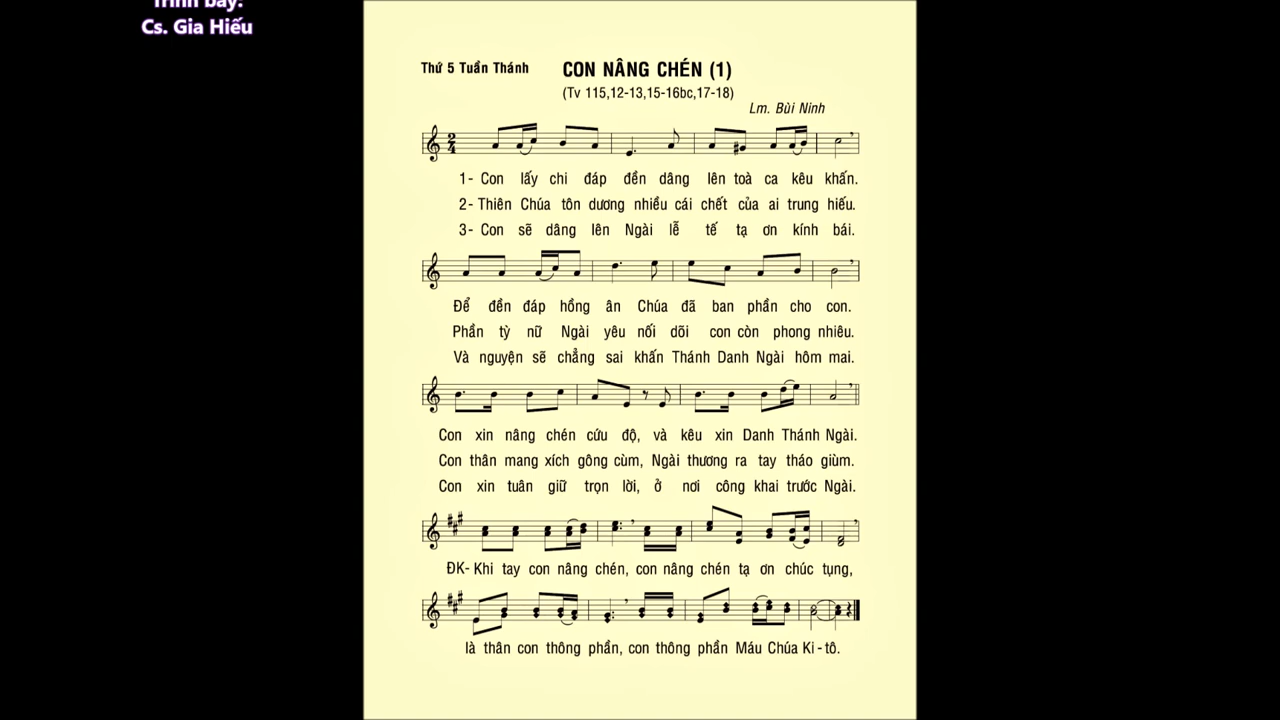 Trình bày:
Cs. Gia Hiếu
Thứ 5 Tuần Thánh
CON NÂNG CHÉN (1)
(Tv 115,12-13,15-16bc,17-18)
Lm. Bùi Ninh
1- Con lấy chi đáp đền dâng lên toà ca kêu khấn.
2- Thiên Chúa tôn dương nhiều cái chết của ai trung hiếu.
3- Con sẽ dâng lên Ngài lễ tế tạ ơn kính bái.
Để đền đáp hồng ân Chúa đã ban phần cho con.
Phần tỳ nữ Ngài yêu nối dõi con còn phong nhiêu.
Và nguyện sẽ chẳng sai khấn Thánh Danh Ngài hôm mai.
Con xin nâng chén cứu độ, và kêu xin Danh Thánh Ngài.
Con thân mang xích gông cùm, Ngài thương ra tay tháo giùm.
Con xin tuân giữ trọn lời, ở nơi công khai trước Ngài.
ĐK- Khi tay con nâng chén, con nâng chén tạ ơn chúc tụng,
là thân con thông phần, con thông phần Máu Chúa Ki-tô.